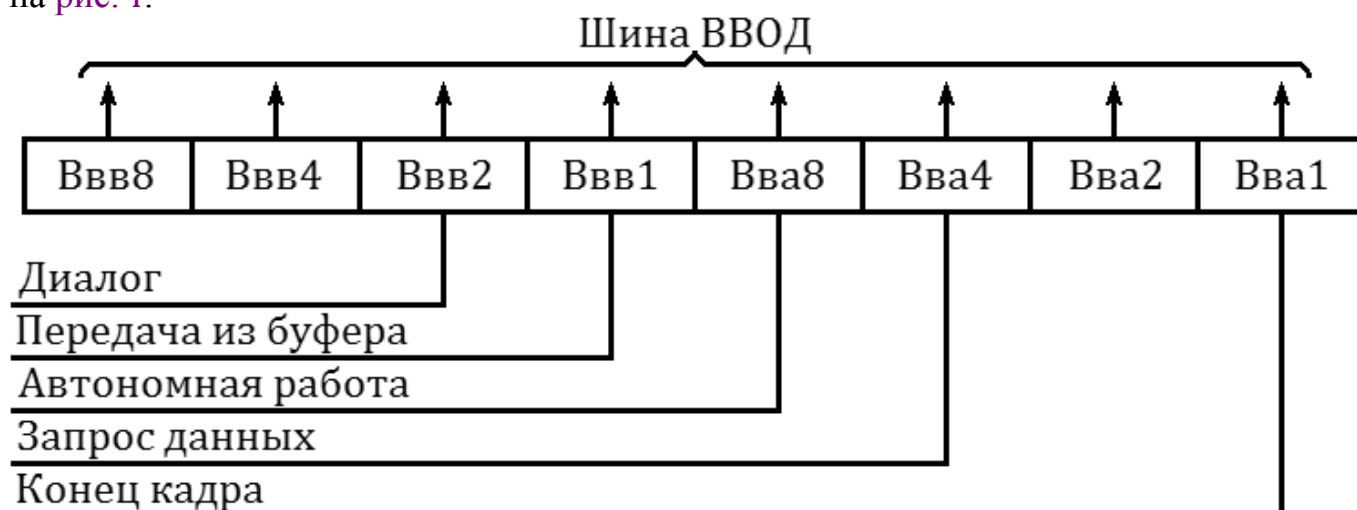 на рис. 1.
Шина ВВОД
Ввв8 Ввв4 Ввв2 Ввв1 Вва8 Вва4 Вва2 Вва1
Диалог
Передача из буфера
Автономная работа
Запрос данных
Конец кадра